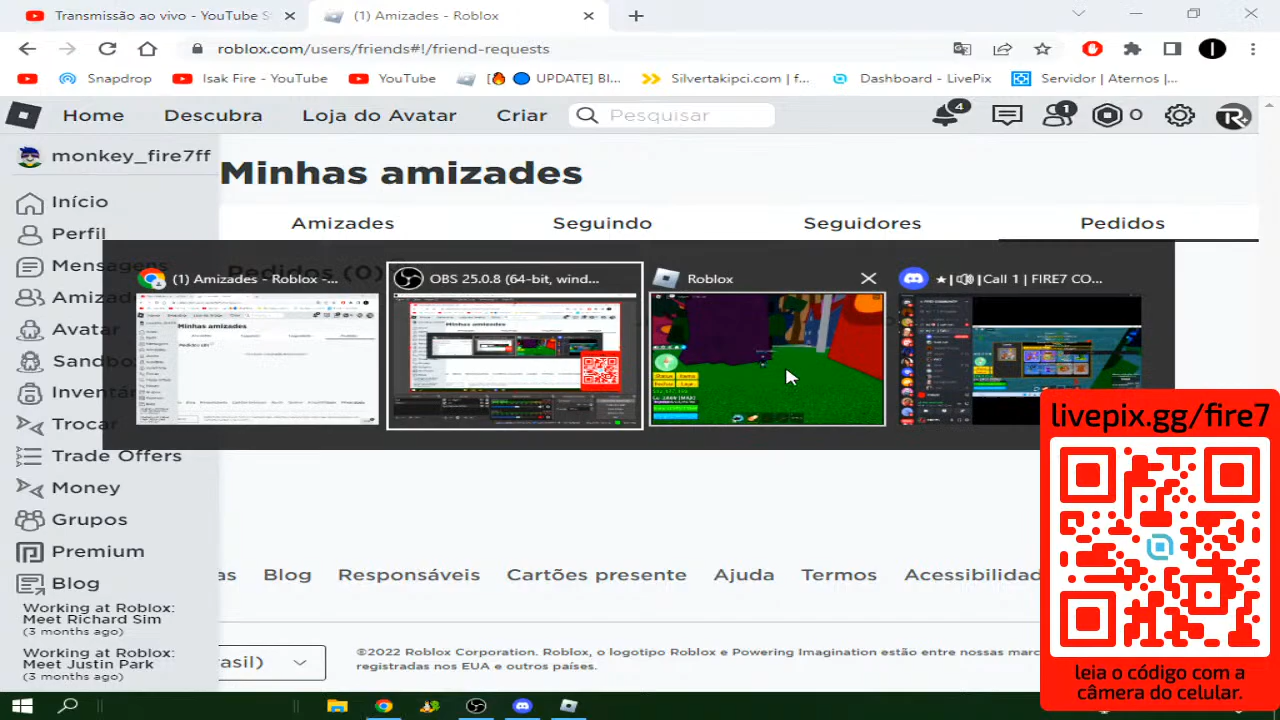 Transmissão ao vivo - YouTube S
(1) Amizades - Roblox
roblox.com/users/friends#!/friend-requests
Snapdrop
Isak Fire - YouTube
YouTube
[🔥 🔵 UPDATE] Bl...
Silvertakipci.com | f...
Dashboard - LivePix
Servidor | Aternos |...
Home
Descubra
Loja do Avatar
Criar
Pesquisar
4
1
0
monkey_fire7ff
Minhas amizades
Início
Amizades
Seguindo
Seguidores
Pedidos
Perfil
Mensagens
Pedidos (0)
(1) Amizades - Roblox -...
OBS 25.0.8 (64-bit, wind...
Roblox
★|🔊|Call 1 | FIRE7 CO...
Amizad
Avatar
Sandbo
Inventá
Trocar
Trade Offers
Money
Grupos
Premium
Blog
Working at Roblox:
Meet Richard Sim
(3 months ago)
Working at Roblox:
Meet Justin Park
(3 months ago)
as
Blog
Responsáveis
Cartões presente
Ajuda
Termos
Acessibilidad
rasil)
©2022 Roblox Corporation. Roblox, o logotipo Roblox e Powering Imagination estão entre nossas marc
registradas nos EUA e outros países.
livepix.gg/fire7
leia o código com a
câmera do celular.